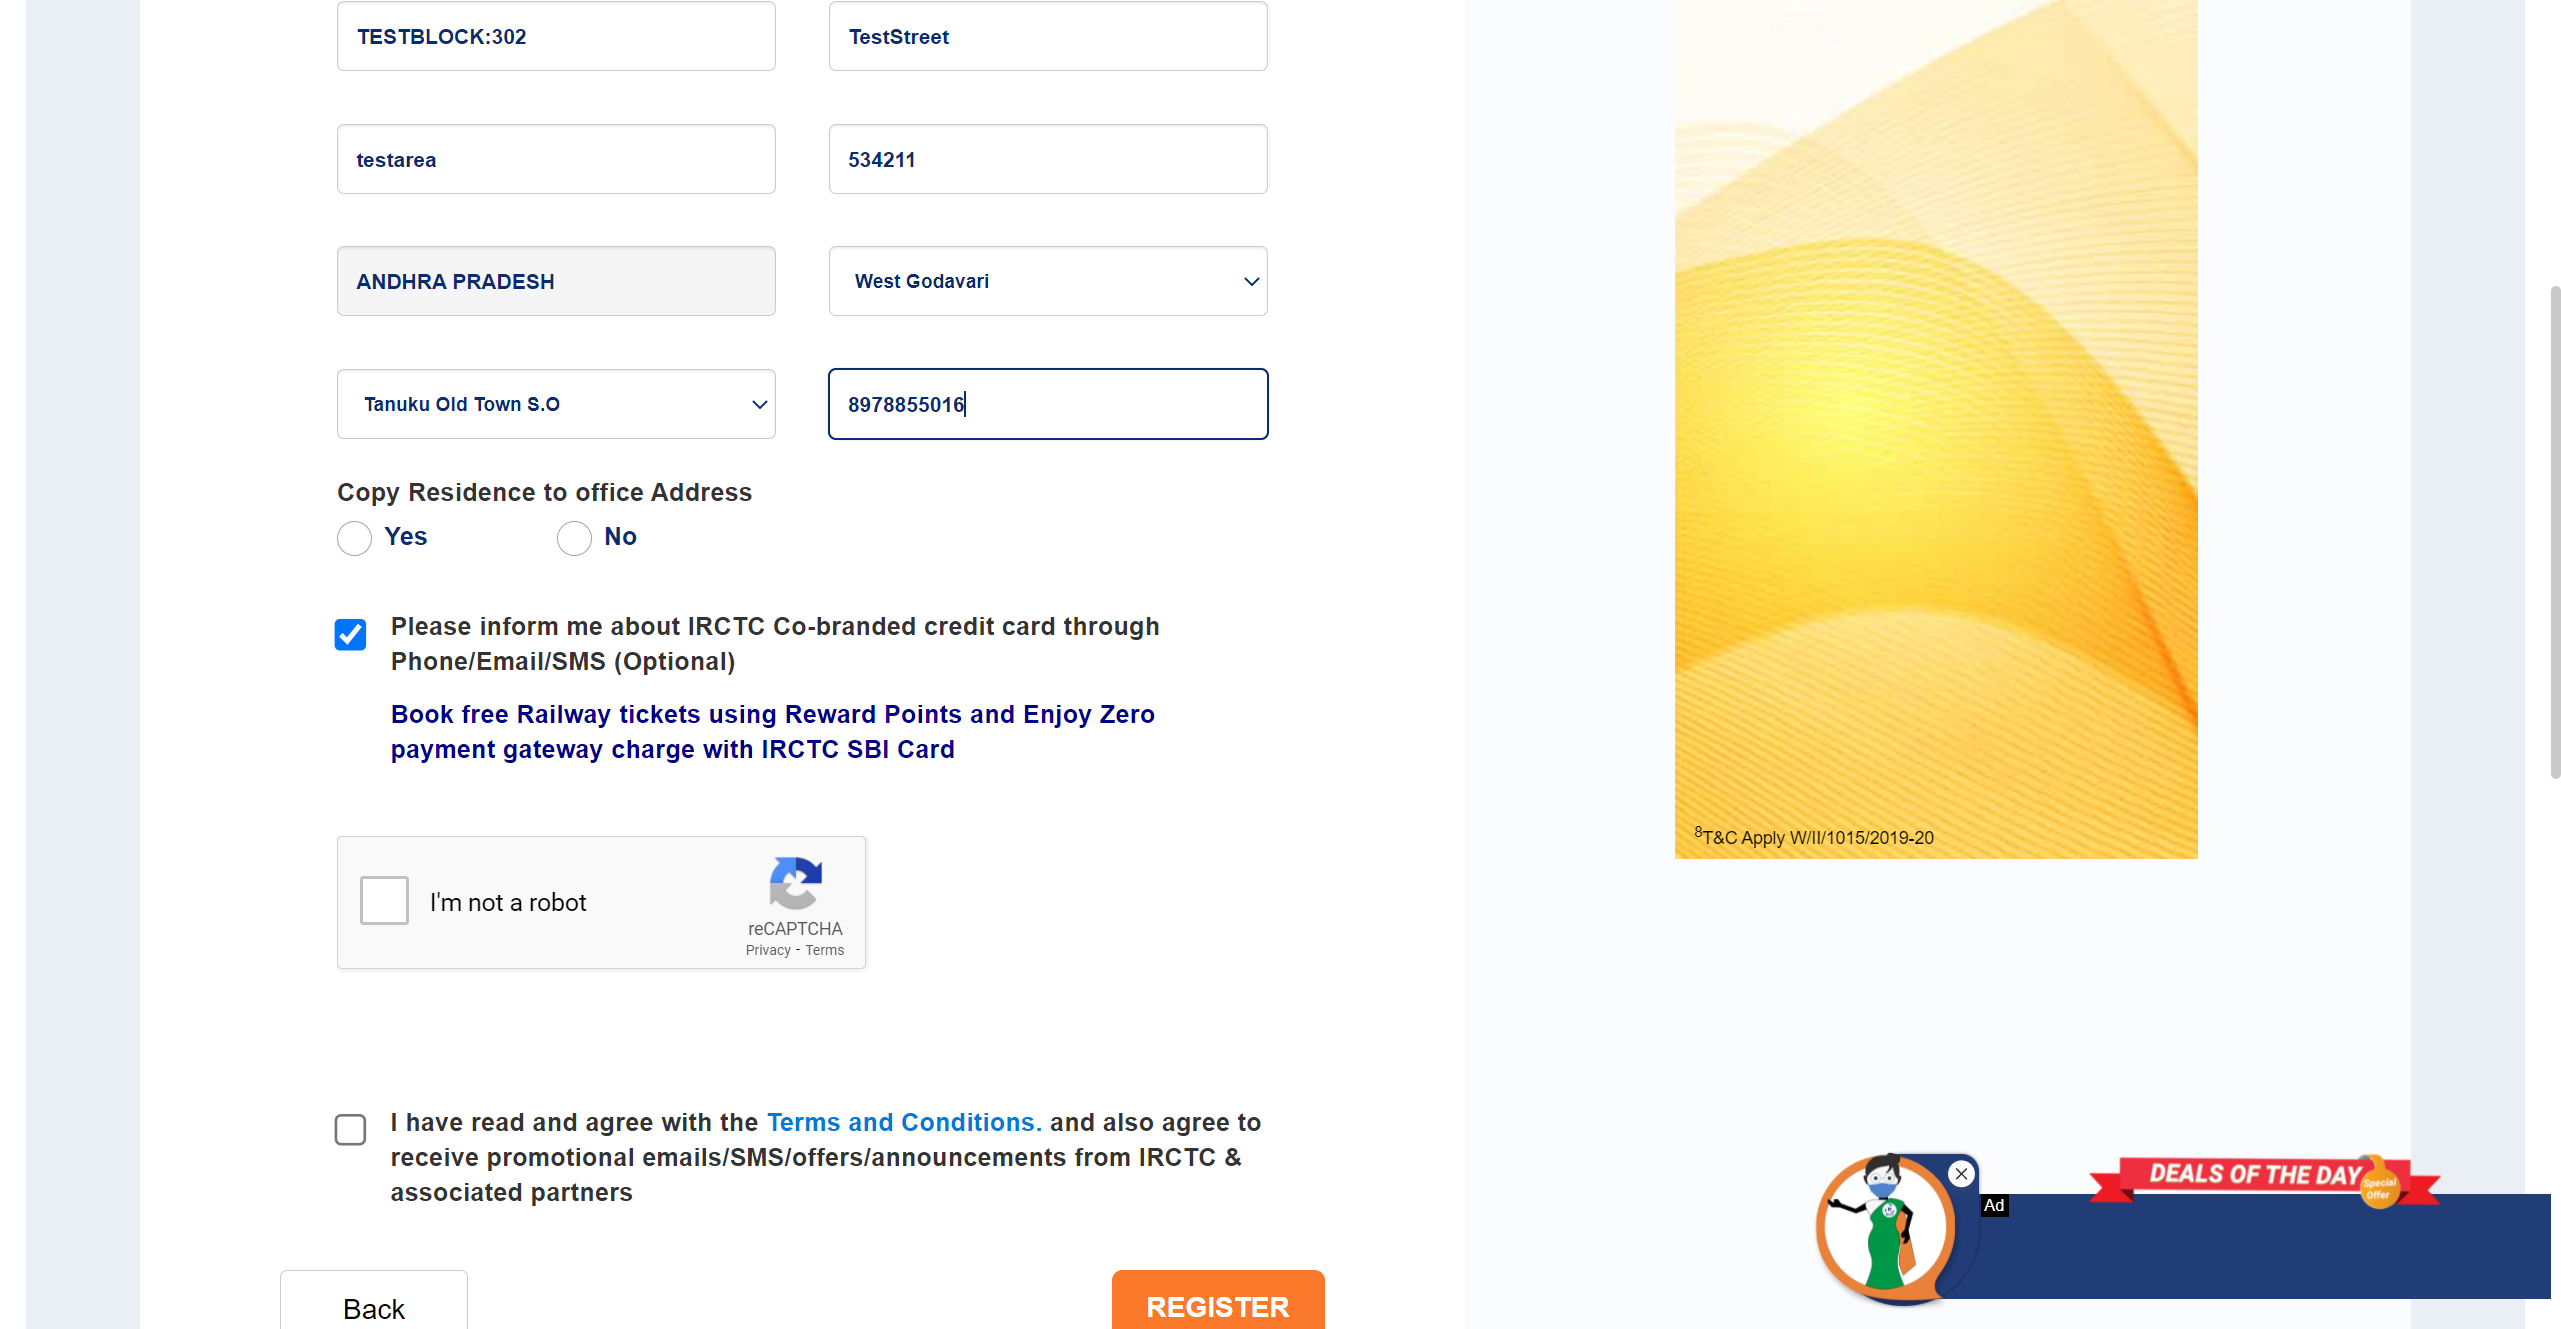 TESTBLOCK:302
TestStreet
testarea
534211
ANDHRA PRADESH
West Godavari
Tanuku Old Town S.O
8978855016
Copy Residence to office Address
Yes
No
Please inform me about IRCTC Co-branded credit card through
Phone/Email/SMS (Optional)
Book free Railway tickets using Reward Points and Enjoy Zero
payment gateway charge with IRCTC SBI Card
I'm not a robot
reCAPTCHA
Privacy - Terms
I have read and agree with the Terms and Conditions. and also agree to
receive promotional emails/SMS/offers/announcements from IRCTC &
associated partners
Back
REGISTER
8T&C Apply W/II/1015/2019-20
DEALS OF THE DAY
Special
Offer
Ad